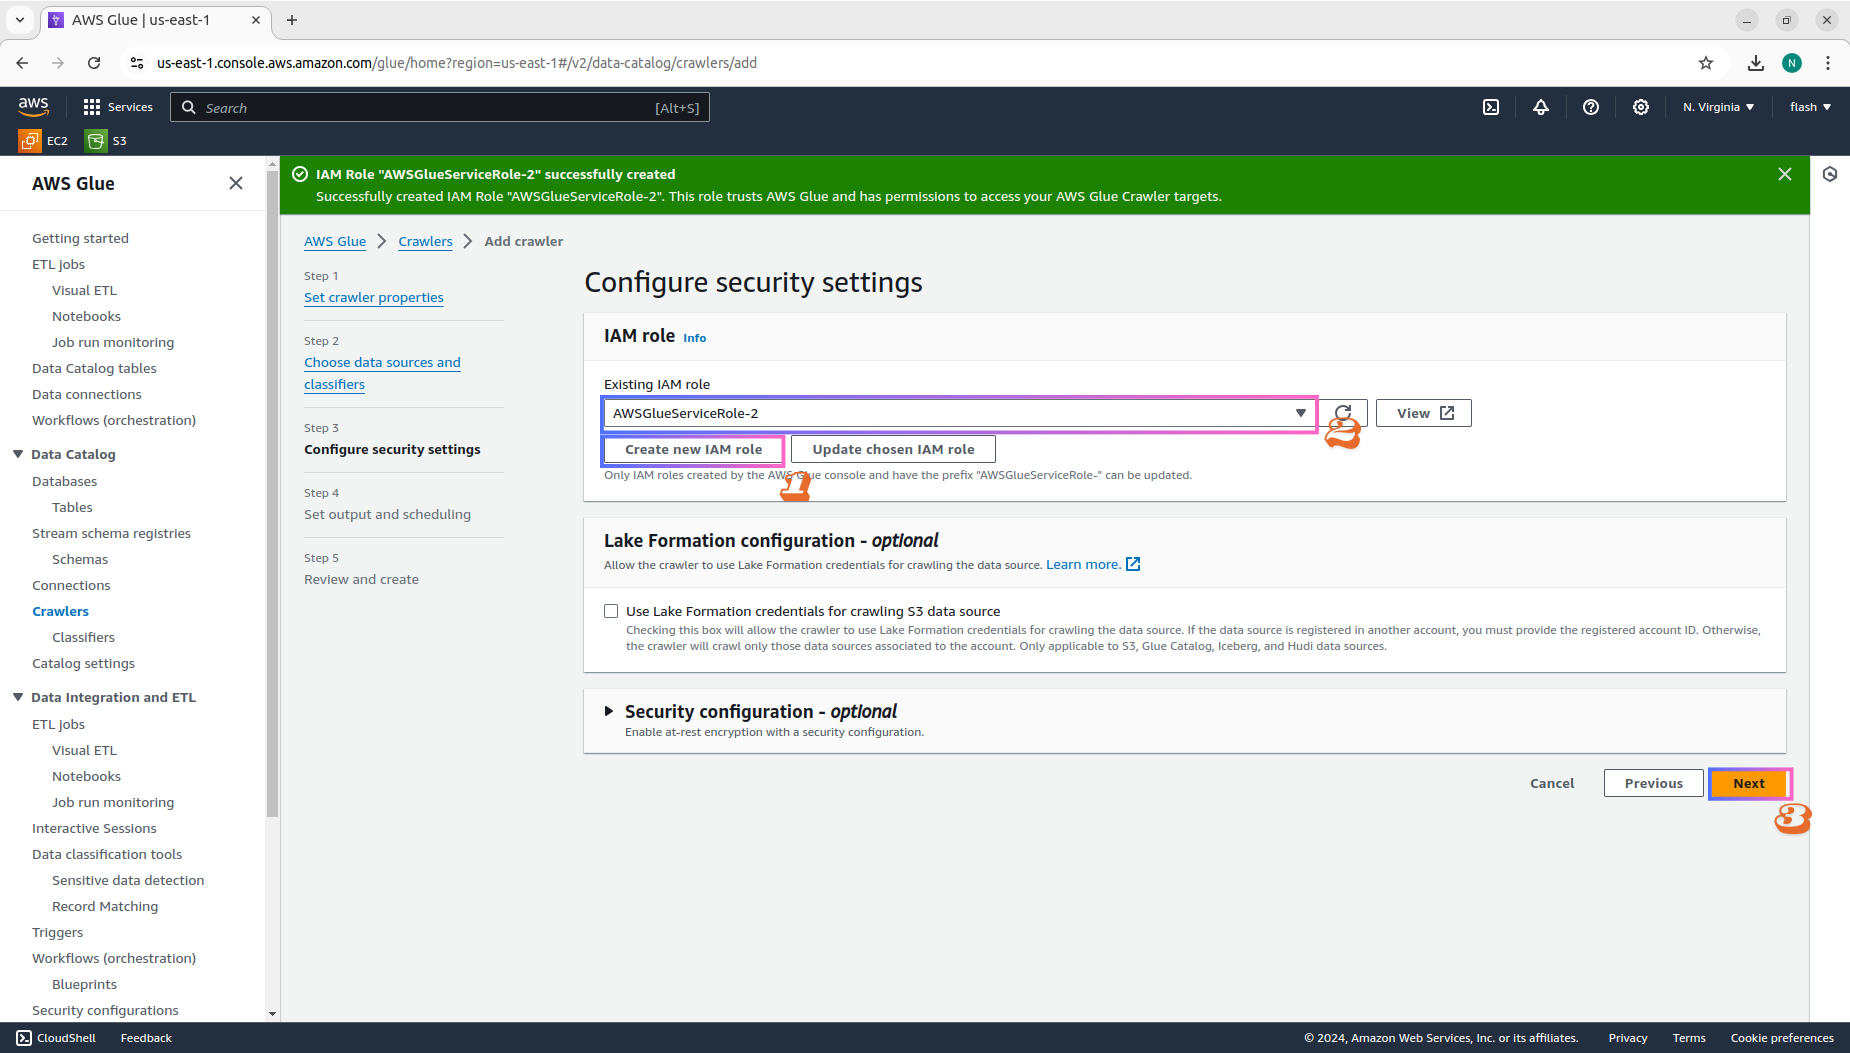 AWS Glue | us-east-1
us-east-1.console.aws.amazon.com/glue/home?region=us-east-1#/v2/data-catalog/crawlers/add
N
aws
Services
Search
[Alt+S]
N. Virginia
flash
EC2
S3
AWS Glue
Getting started
ETL jobs
Visual ETL
Notebooks
Job run monitoring
Data Catalog tables
Data connections
Workflows (orchestration)
Data Catalog
Databases
Tables
Stream schema registries
Schemas
Connections
Crawlers
Classifiers
Catalog settings
Data Integration and ETL
ETL jobs
Visual ETL
Notebooks
Job run monitoring
Interactive Sessions
Data classification tools
Sensitive data detection
Record Matching
Triggers
Workflows (orchestration)
Blueprints
Security configurations
IAM Role "AWSGlueServiceRole-2" successfully created
Successfully created IAM Role "AWSGlueServiceRole-2". This role trusts AWS Glue and has permissions to access your AWS Glue Crawler targets.
AWS Glue
Crawlers
Add crawler
Step 1
Set crawler properties
Step 2
Choose data sources and
classifiers
Step 3
Configure security settings
Step 4
Set output and scheduling
Step 5
Review and create
Configure security settings
IAM role Info
Existing IAM role
AWSGlueServiceRole-2
View
2
Create new IAM role
Update chosen IAM role
1
Only IAM roles created by the AWS Glue console and have the prefix "AWSGlueServiceRole-" can be updated.
Lake Formation configuration - optional
Allow the crawler to use Lake Formation credentials for crawling the data source. Learn more.
Use Lake Formation credentials for crawling S3 data source
Checking this box will allow the crawler to use Lake Formation credentials for crawling the data source. If the data source is registered in another account, you must provide the registered account ID. Otherwise,
the crawler will crawl only those data sources associated to the account. Only applicable to S3, Glue Catalog, Iceberg, and Hudi data sources.
Security configuration - optional
Enable at-rest encryption with a security configuration.
Cancel
Previous
Next
3
CloudShell
Feedback
© 2024, Amazon Web Services, Inc. or its affiliates.
Privacy
Terms
Cookie preferences